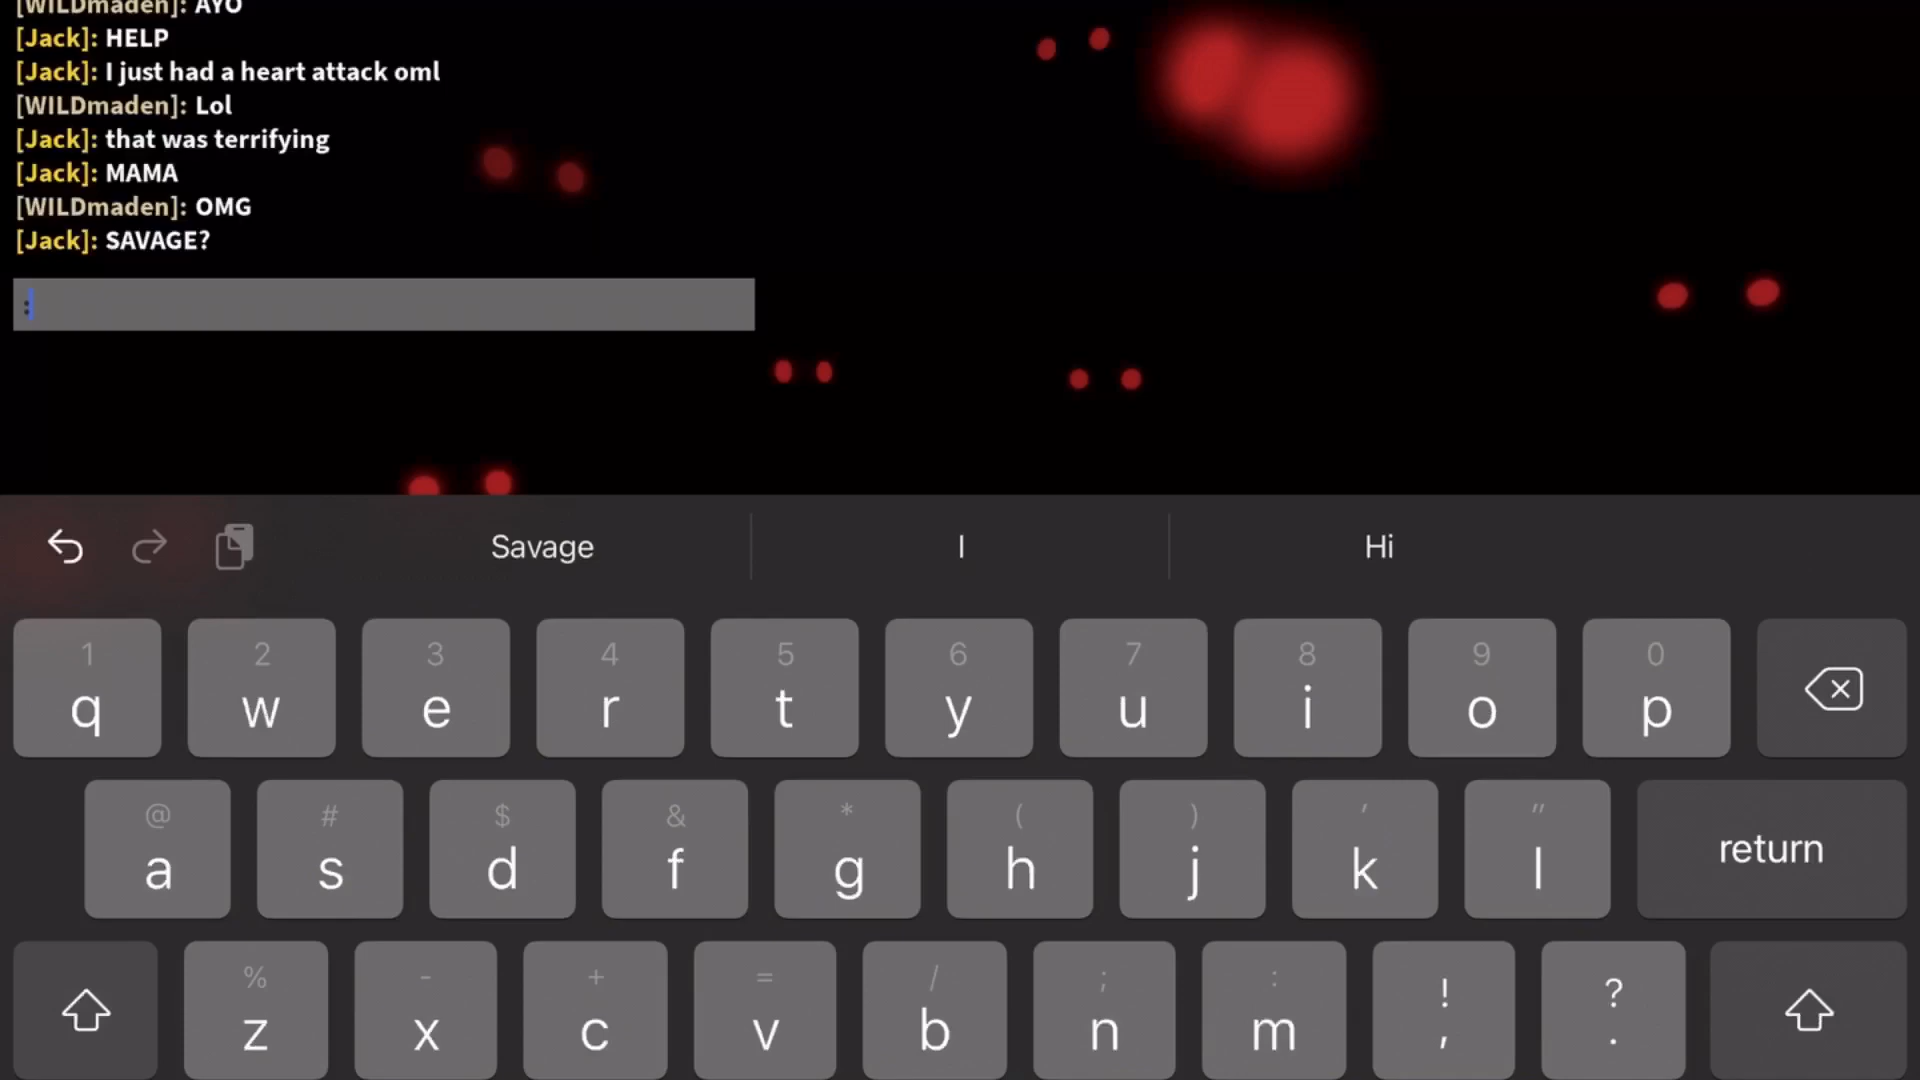 [WILDmaden]: AYO
[Jack]: HELP
[Jack]: I just had a heart attack oml
[WILDmaden]: Lol
[Jack]: that was terrifying
[Jack]: MAMA
[WILDmaden]: OMG
[Jack]: SAVAGE?
:
Savage I Hi
1 2 3 4 5 6 7 8 9 0
q w e r t y u i o p
@ # $ & * ( ) ' "
a s d f g h j k l return
% - + = / ; : ! ?
z x c v b n m , .